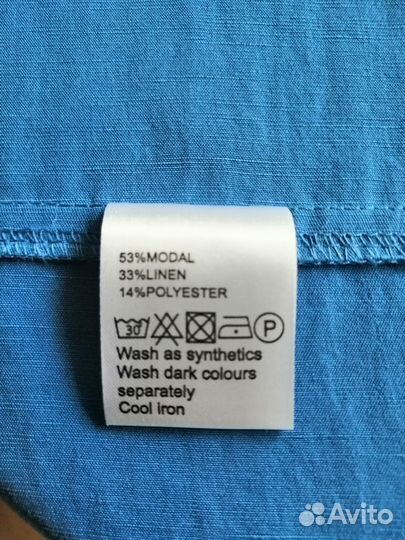 53%MODAL
33%LINEN
14%POLYESTER
30 P
Wash as synthetics
Wash dark colours
separately
Cool iron
Avito